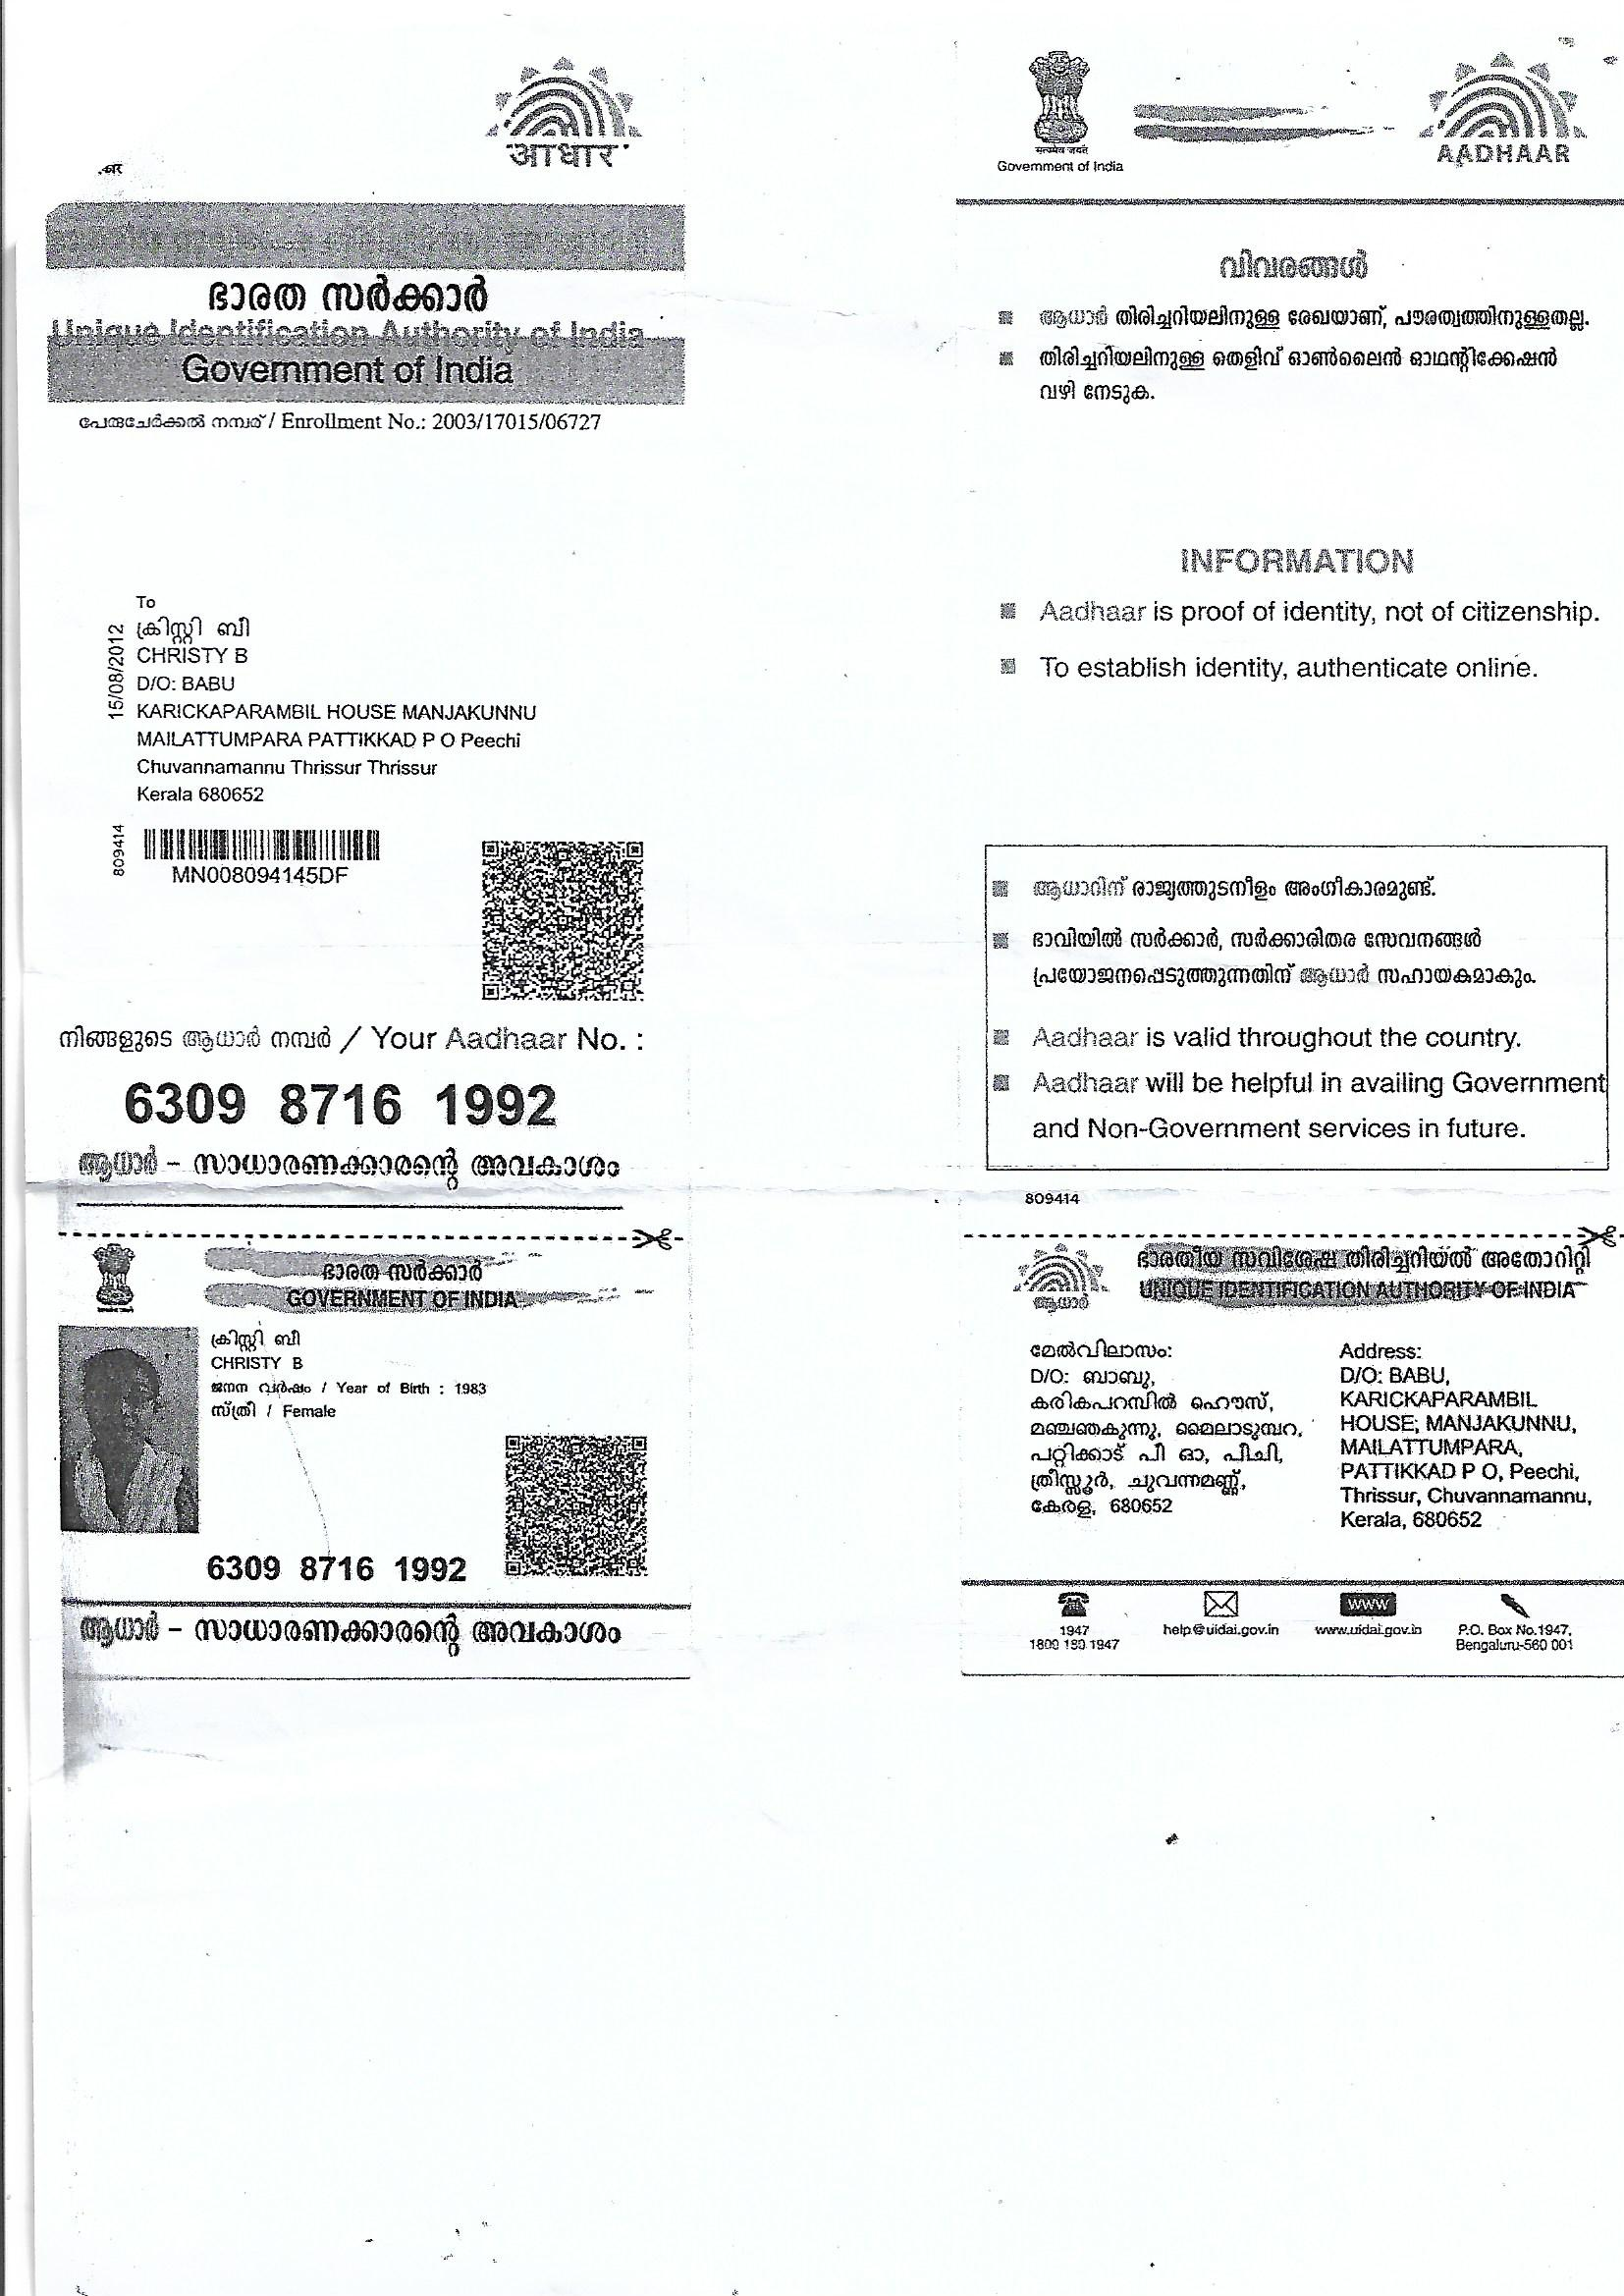 आधार
ഭാരത സർക്കാർ
Unique Identification Authority of India
Government of India
പേരുചേർക്കൽ നമ്പര് / Enrollment No.: 2003/17015/06727
To
ക്രിസ്റ്റി ബീ
CHRISTY B
D/O: BABU
KARICKAPARAMBIL HOUSE MANJAKUNNU
MAILATTUMPARA PATTIKKAD P O Peechi
Chuvannamannu Thrissur Thrissur
Kerala 680652
15/08/2012
809414
MN008094145DF
നിങ്ങളുടെ ആധാർ നമ്പർ / Your Aadhaar No. :
6309 8716 1992
ആധാർ – സാധാരണക്കാരന്റെ അവകാശം
ഭാരത സർക്കാർ
GOVERNMENT OF INDIA
ക്രിസ്റ്റി ബീ
CHRISTY B
ജനന വർഷം / Year of Birth : 1983
സ്ത്രീ / Female
6309 8716 1992
ആധാർ – സാധാരണക്കാരന്റെ അവകാശം
सत्यमेव जयते
Government of India
AADHAAR
വിവരങ്ങൾ
ആധാർ തിരിച്ചറിയലിനുള്ള രേഖയാണ്, പൗരത്വത്തിനുള്ളതല്ല.
തിരിച്ചറിയലിനുള്ള തെളിവ് ഓൺലൈൻ ഓഥന്റിക്കേഷൻ
വഴി നേടുക.
INFORMATION
Aadhaar is proof of identity, not of citizenship.
To establish identity, authenticate online.
ആധാറിന് രാജ്യത്തുടനീളം അംഗീകാരമുണ്ട്.
ഭാവിയിൽ സർക്കാർ, സർക്കാരിതര സേവനങ്ങൾ
പ്രയോജനപ്പെടുത്തുന്നതിന് ആധാർ സഹായകമാകും.
Aadhaar is valid throughout the country.
Aadhaar will be helpful in availing Government
and Non-Government services in future.
809414
ഭാരതീയ സവിശേഷ തിരിച്ചറിയൽ അതോറിറ്റി
UNIQUE IDENTIFICATION AUTHORITY OF INDIA
ആധാർ
മേൽവിലാസം:
D/O: ബാബു,
കരികപറമ്പിൽ ഹൌസ്,
മഞ്ഞകുന്നു, മൈലാടുമ്പറ,
പറ്റിക്കാട് പീ ഓ, പീചി,
ത്രിസ്സൂർ, ചുവന്നമണ്ണ്,
കേരള, 680652
Address:
D/O: BABU,
KARICKAPARAMBIL
HOUSE, MANJAKUNNU,
MAILATTUMPARA,
PATTIKKAD P O, Peechi,
Thrissur, Chuvannamannu,
Kerala, 680652
1947
1800 180 1947
help@uidai.gov.in
www
www.uidai.gov.in
P.O. Box No.1947,
Bengaluru-560 001